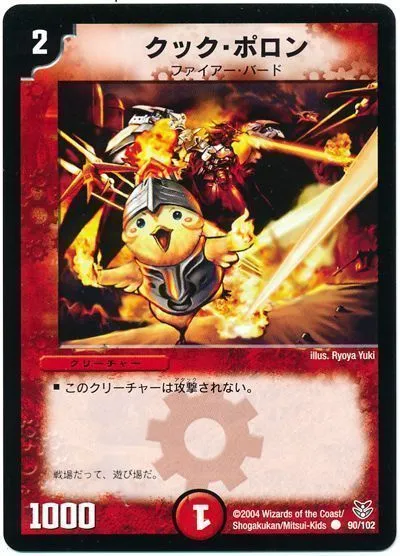 2
クック・ポロン
ファイアー・バード
illus. Ryoya Yuki
クリーチャー
■ このクリーチャーは攻撃されない。
戦場だって、遊び場だ。
1000
1
©2004 Wizards of the Coast/
Shogakukan/Mitsui-Kids ● 90/102